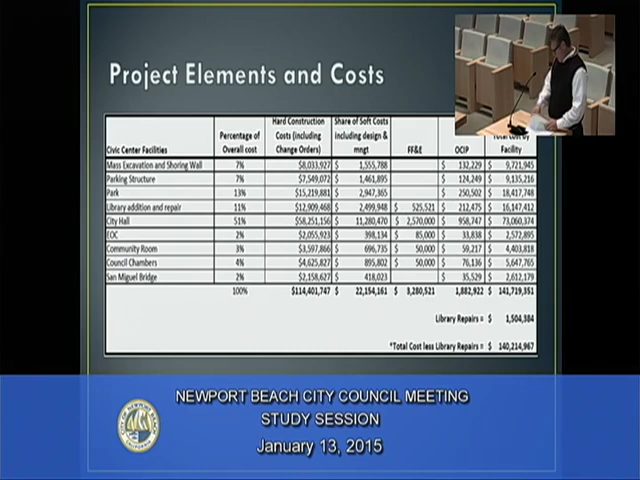 Project Elements and Costs
Civic Center Facilities Percentage of Overall cost Hard Construction Costs (including Change Orders) Share of Soft Costs including design & mngt FF&E OCIP Total Cost by Facility
Mass Excavation and Shoring Wall 7% $8,033,927 $ 1,555,788 $ 132,229 $ 9,721,945
Parking Structure 7% $7,549,072 $ 1,461,895 $ 124,249 $ 9,135,216
Park 13% $15,219,881 $ 2,947,365 $ 250,502 $ 18,417,748
Library addition and repair 11% $12,909,468 $ 2,499,948 $ 525,521 $ 212,475 $ 16,147,412
City Hall 51% $58,251,156 $ 11,280,470 $ 2,570,000 $ 958,747 $ 73,060,374
EOC 2% $2,055,923 $ 398,134 $ 85,000 $ 33,838 $ 2,572,895
Community Room 3% $3,597,866 $ 696,735 $ 50,000 $ 59,217 $ 4,403,818
Council Chambers 4% $4,625,827 $ 895,802 $ 50,000 $ 76,136 $ 5,647,765
San Miguel Bridge 2% $2,158,627 $ 418,023 $ 35,529 $ 2,612,179
100% $114,401,747 $ 22,154,161 $ 3,280,521 1,882,922 $ 141,719,351
Library Repairs = $ 1,504,384
*Total Cost less Library Repairs = $ 140,214,967
NEWPORT BEACH CITY COUNCIL MEETING
STUDY SESSION
January 13, 2015
CITY OF NEWPORT BEACH
CALIFORNIA